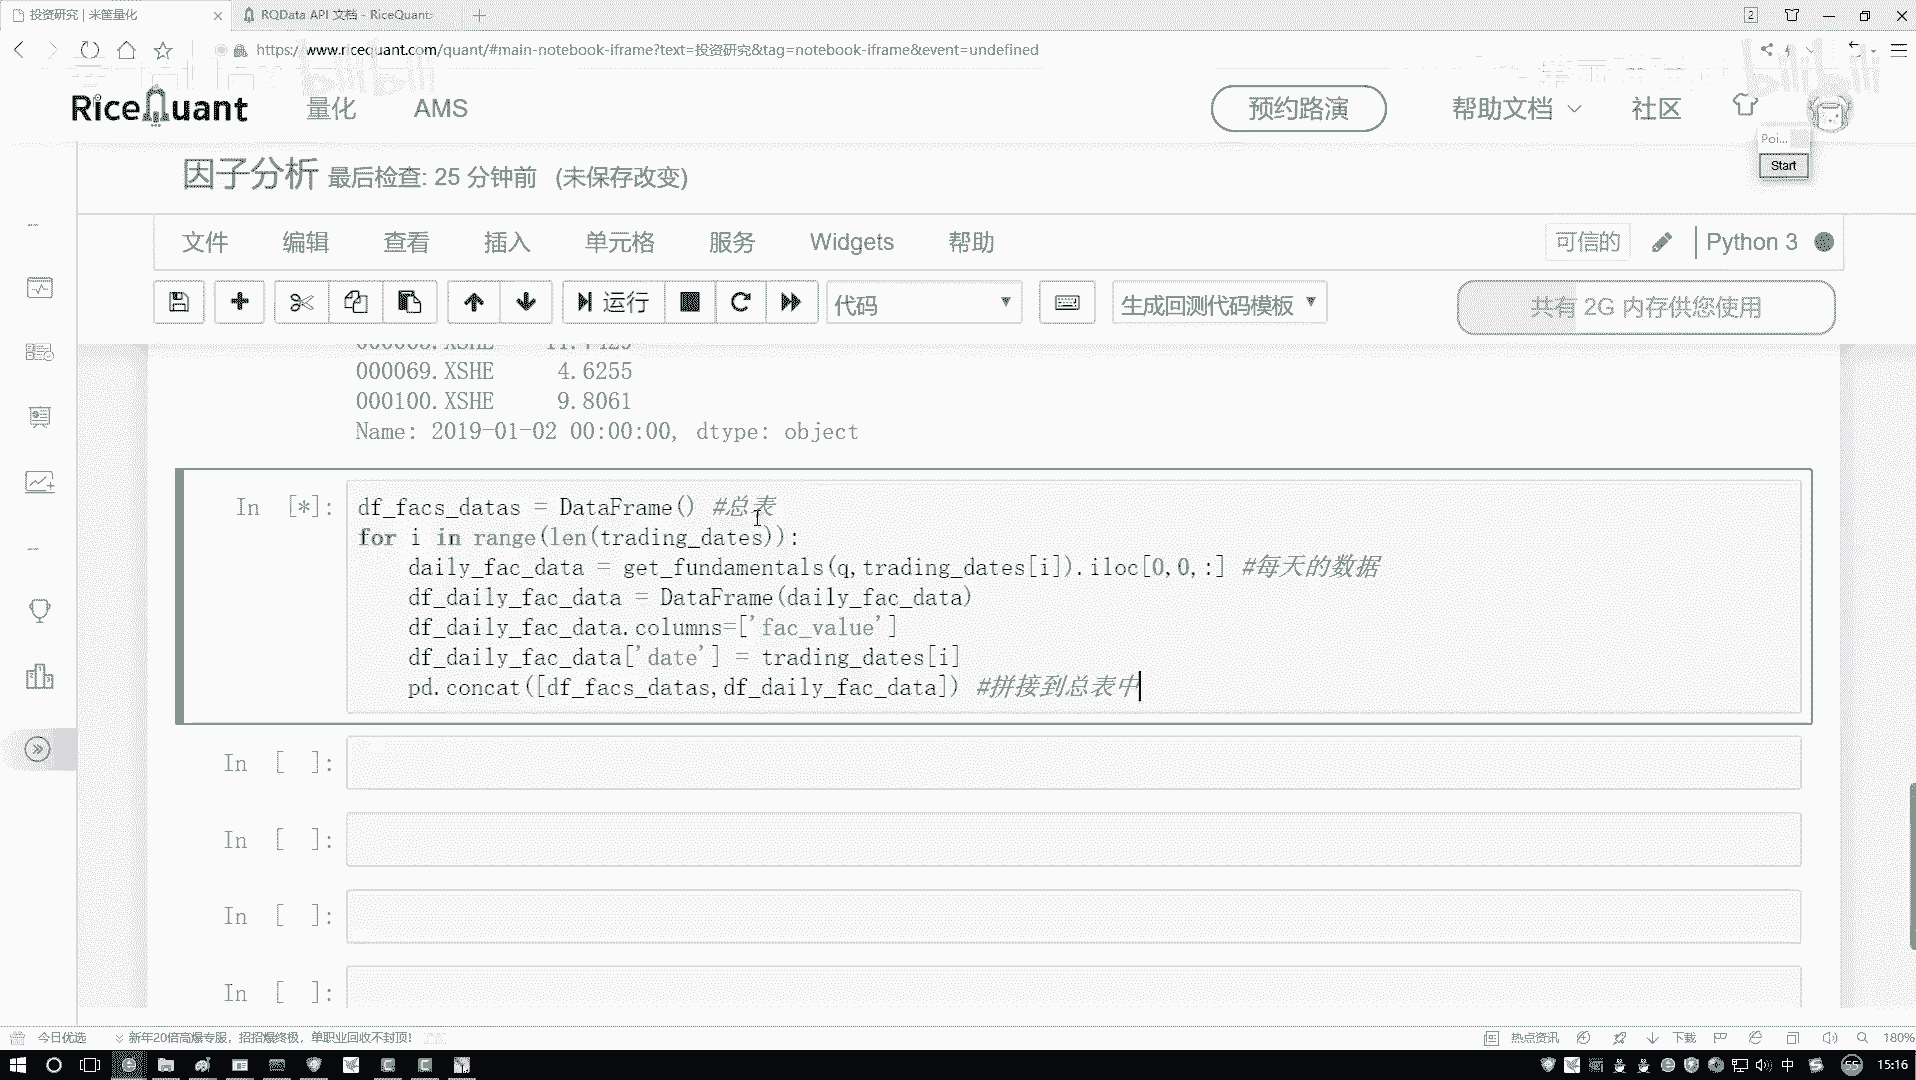 投资研究 | 米筐量化
RQData API 文档 - RiceQuant
2
https://www.ricequant.com/quant/#main-notebook-iframe?text=投资研究&tag=notebook-iframe&event=undefined
bilibili
bilibili
RiceQuant 量化 AMS 预约路演 帮助文档 社区
Poi...
Start
因子分析 最后检查: 25 分钟前 (未保存改变)
文件 编辑 查看 插入 单元格 服务 Widgets 帮助 可信的 Python 3
运行 代码 生成回测代码模板 共有 2G 内存供您使用
000069.XSHE 4.6255
000100.XSHE 9.8061
Name: 2019-01-02 00:00:00, dtype: object
In [*]: df_facs_datas = DataFrame() #总表
for i in range(len(trading_dates)):
daily_fac_data = get_fundamentals(q,trading_dates[i]).iloc[0,0,:] #每天的数据
df_daily_fac_data = DataFrame(daily_fac_data)
df_daily_fac_data.columns=['fac_value']
df_daily_fac_data['date'] = trading_dates[i]
pd.concat([df_facs_datas,df_daily_fac_data]) #拼接到总表中
In [ ]:
In [ ]:
In [ ]:
In [ ]:
今日优选 新年20倍高爆专服，招招爆终极，单职业回收不封顶! 热点资讯 下载 180%
中 55 15:16